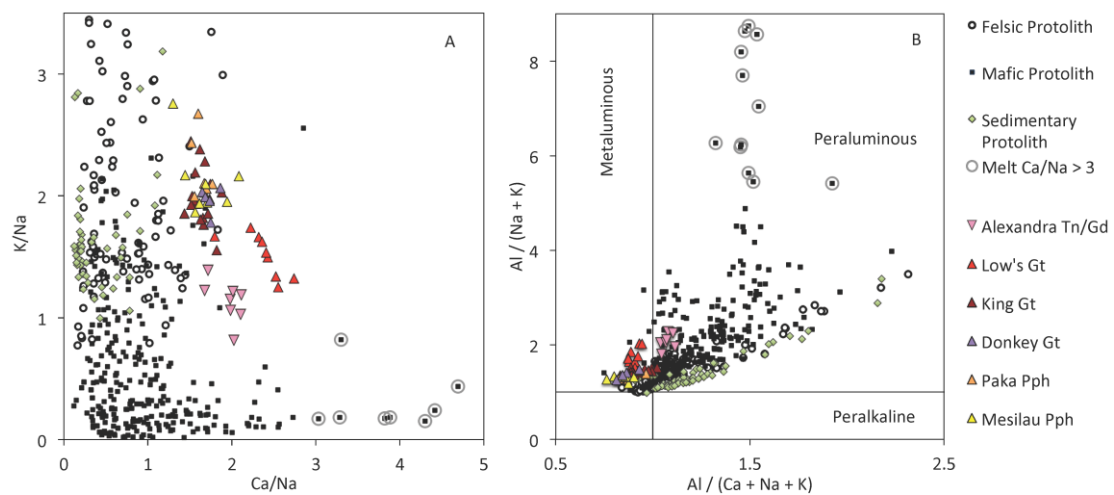 A
K/Na
3
2
1
0
0
1
2
3
4
5
Ca/Na
B
Al / (Na + K)
8
6
4
2
0
0.5
1.5
2.5
Al / (Ca + Na + K)
Metaluminous
Peraluminous
Peralkaline
Felsic Protolith
Mafic Protolith
Sedimentary
Protolith
Melt Ca/Na > 3
Alexandra Tn/Gd
Low's Gt
King Gt
Donkey Gt
Paka Pph
Mesilau Pph